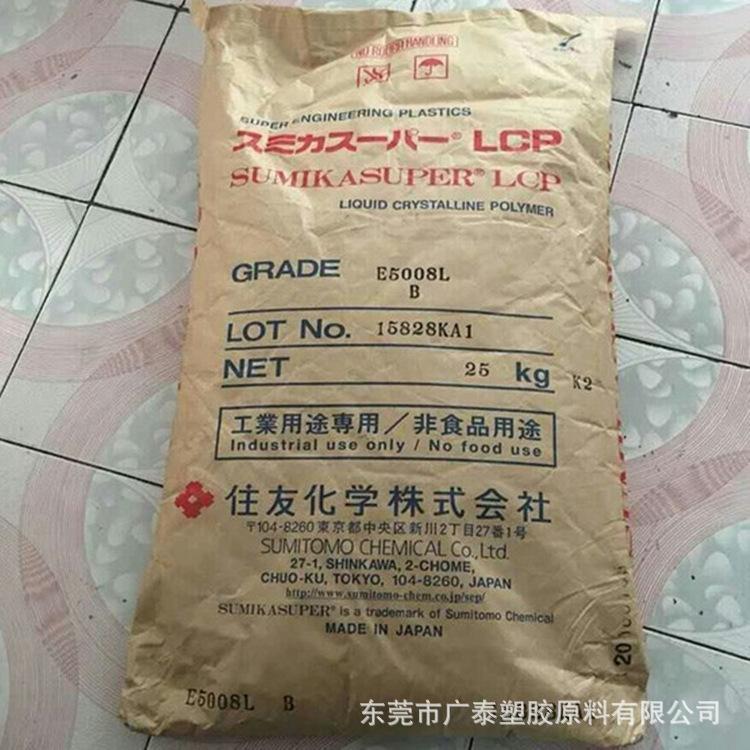 NO ROUGH HANDLING
SUPER ENGINEERING PLASTICS
スミカスーパー® LCP
SUMIKASUPER® LCP
LIQUID CRYSTALLINE POLYMER
GRADE E5008L
B
LOT No. 15828KA1
NET 25 kg K2
工業用途専用/非食品用途
Industrial use only / No food use
住友化学株式会社
〒104-8260 東京都中央区新川2丁目27番1号
SUMITOMO CHEMICAL Co., Ltd.
27-1, SHINKAWA, 2-CHOME,
CHUO-KU, TOKYO, 104-8260, JAPAN
http://www.sumitomo-chem.co.jp/sep/
SUMIKASUPER® is a trademark of Sumitomo Chemical
MADE IN JAPAN
E5008L B
东莞市广泰塑胶原料有限公司